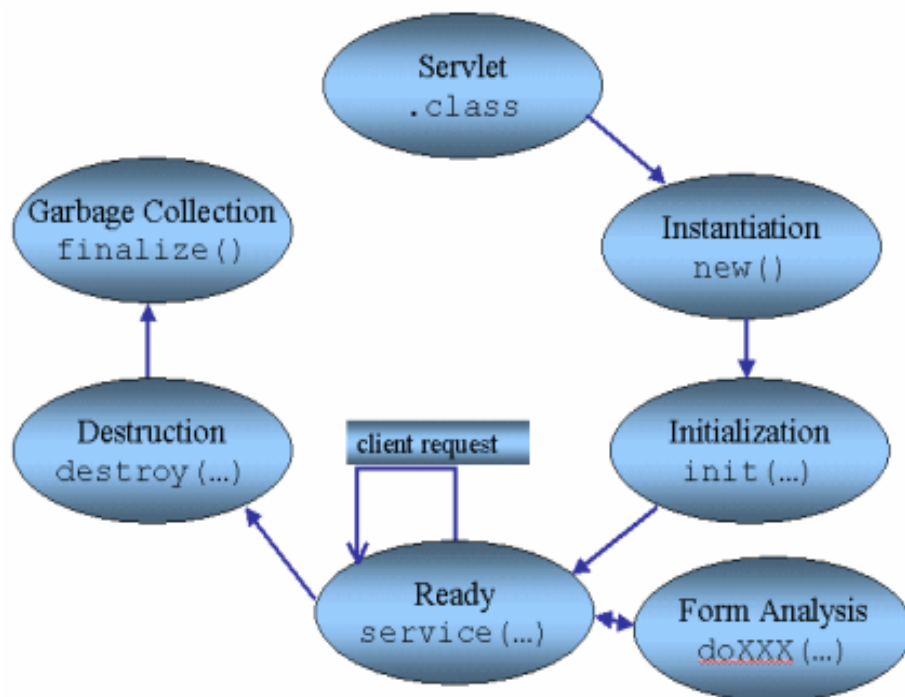 Servlet
.class
Instantiation
new()
Initialization
init(…)
Ready
service(…)
client request
Form Analysis
doXXX(…)
Destruction
destroy(…)
Garbage Collection
finalize()